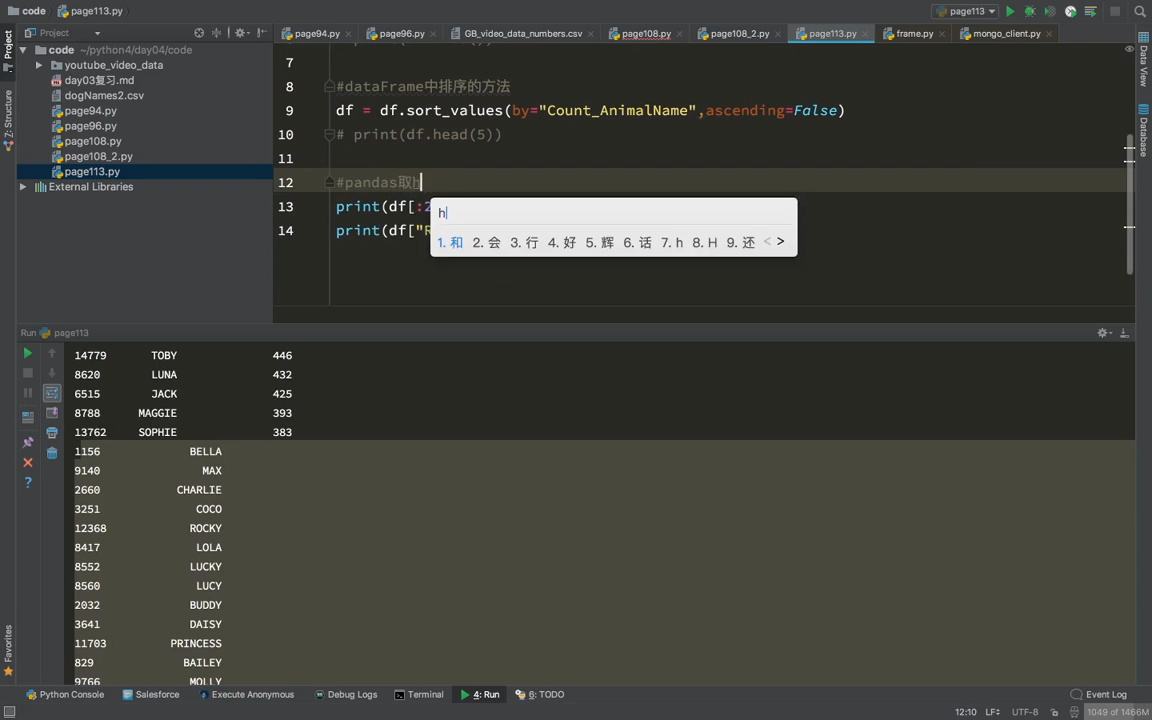 code
page113.py
page113
Project
code ~/python4/day04/code
youtube_video_data
day03复习.md
dogNames2.csv
page94.py
page96.py
page108.py
page108_2.py
page113.py
External Libraries
page94.py
page96.py
GB_video_data_numbers.csv
page108.py
page108_2.py
page113.py
frame.py
mongo_client.py
1: Project
7: Structure
Favorites
Data View
Database
7
8 #dataFrame中排序的方法
9 df = df.sort_values(by="Count_AnimalName",ascending=False)
10 # print(df.head(5))
11
12 #pandas取h
13 print(df[:2
14 print(df["R
h
1. 和 2. 会 3. 行 4. 好 5. 辉 6. 话 7. h 8. H 9. 还 < >
Run page113
14779 TOBY 446
8620 LUNA 432
6515 JACK 425
8788 MAGGIE 393
13762 SOPHIE 383
1156 BELLA
9140 MAX
2660 CHARLIE
3251 COCO
12368 ROCKY
8417 LOLA
8552 LUCKY
8560 LUCY
2032 BUDDY
3641 DAISY
11703 PRINCESS
829 BAILEY
9766 MOLLY
Python Console
Salesforce
Execute Anonymous
Debug Logs
Terminal
4: Run
6: TODO
Event Log
12:10 LF÷ UTF-8 1049 of 1466M